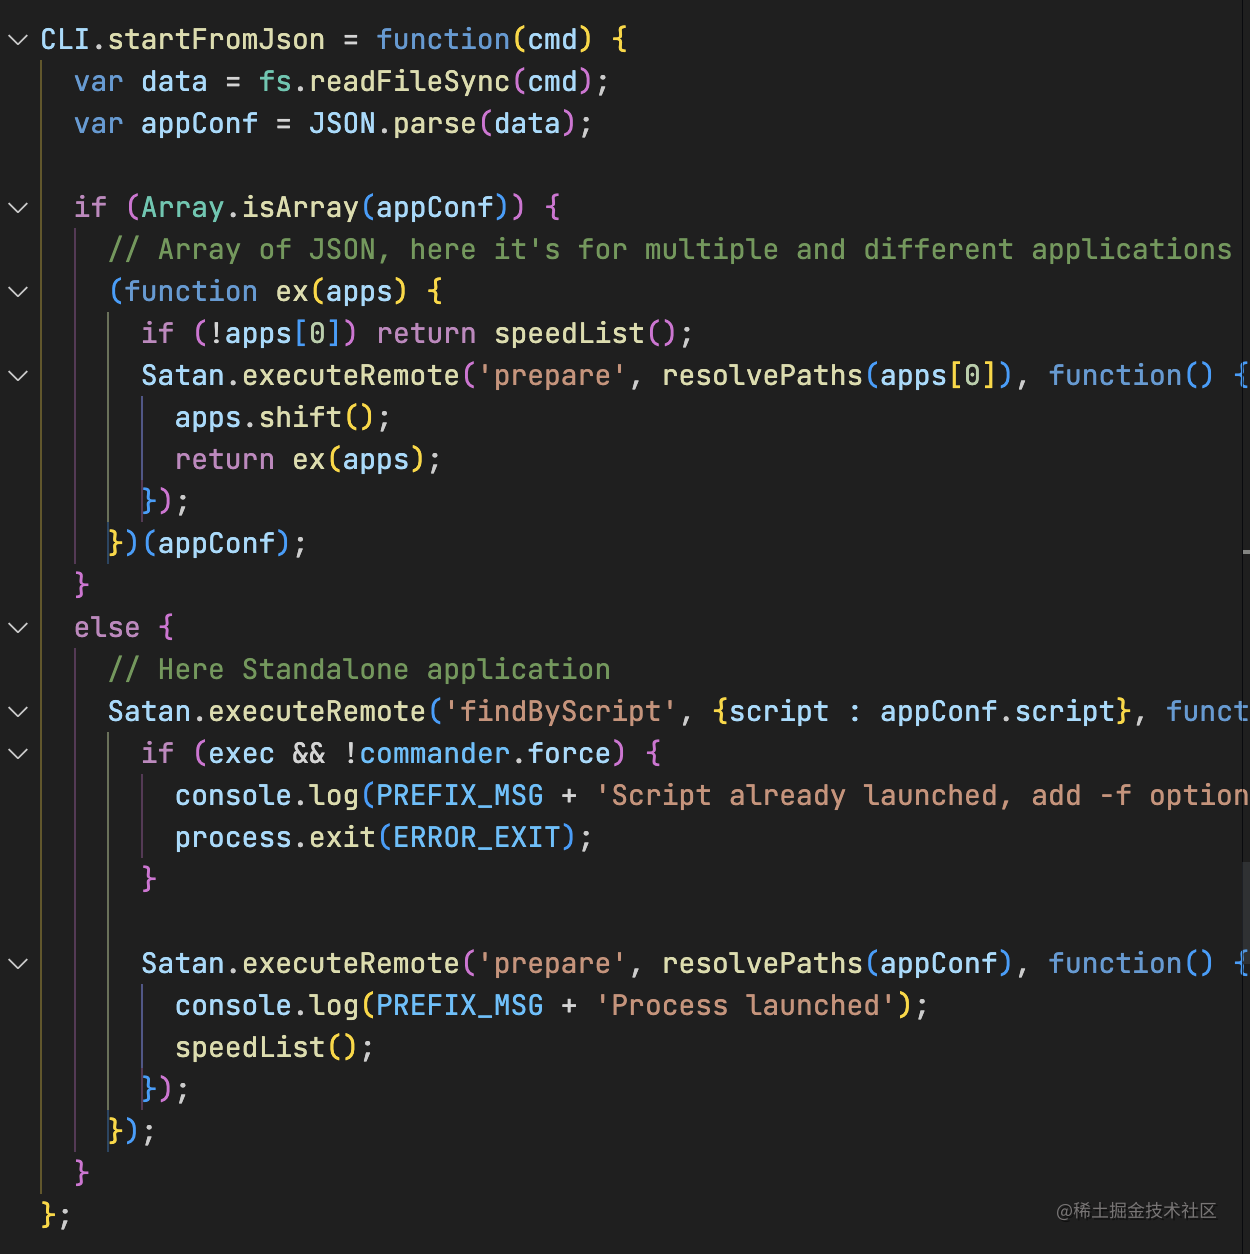 CLI.startFromJson = function(cmd) {
  var data = fs.readFileSync(cmd);
  var appConf = JSON.parse(data);

  if (Array.isArray(appConf)) {
    // Array of JSON, here it's for multiple and different applications
    (function ex(apps) {
      if (!apps[0]) return speedList();
      Satan.executeRemote('prepare', resolvePaths(apps[0]), function() {
        apps.shift();
        return ex(apps);
      });
    })(appConf);
  }
  else {
    // Here Standalone application
    Satan.executeRemote('findByScript', {script : appConf.script}, funct
      if (exec && !commander.force) {
        console.log(PREFIX_MSG + 'Script already launched, add -f option
        process.exit(ERROR_EXIT);
      }

      Satan.executeRemote('prepare', resolvePaths(appConf), function() {
        console.log(PREFIX_MSG + 'Process launched');
        speedList();
      });
    });
  }
};
@稀土掘金技术社区